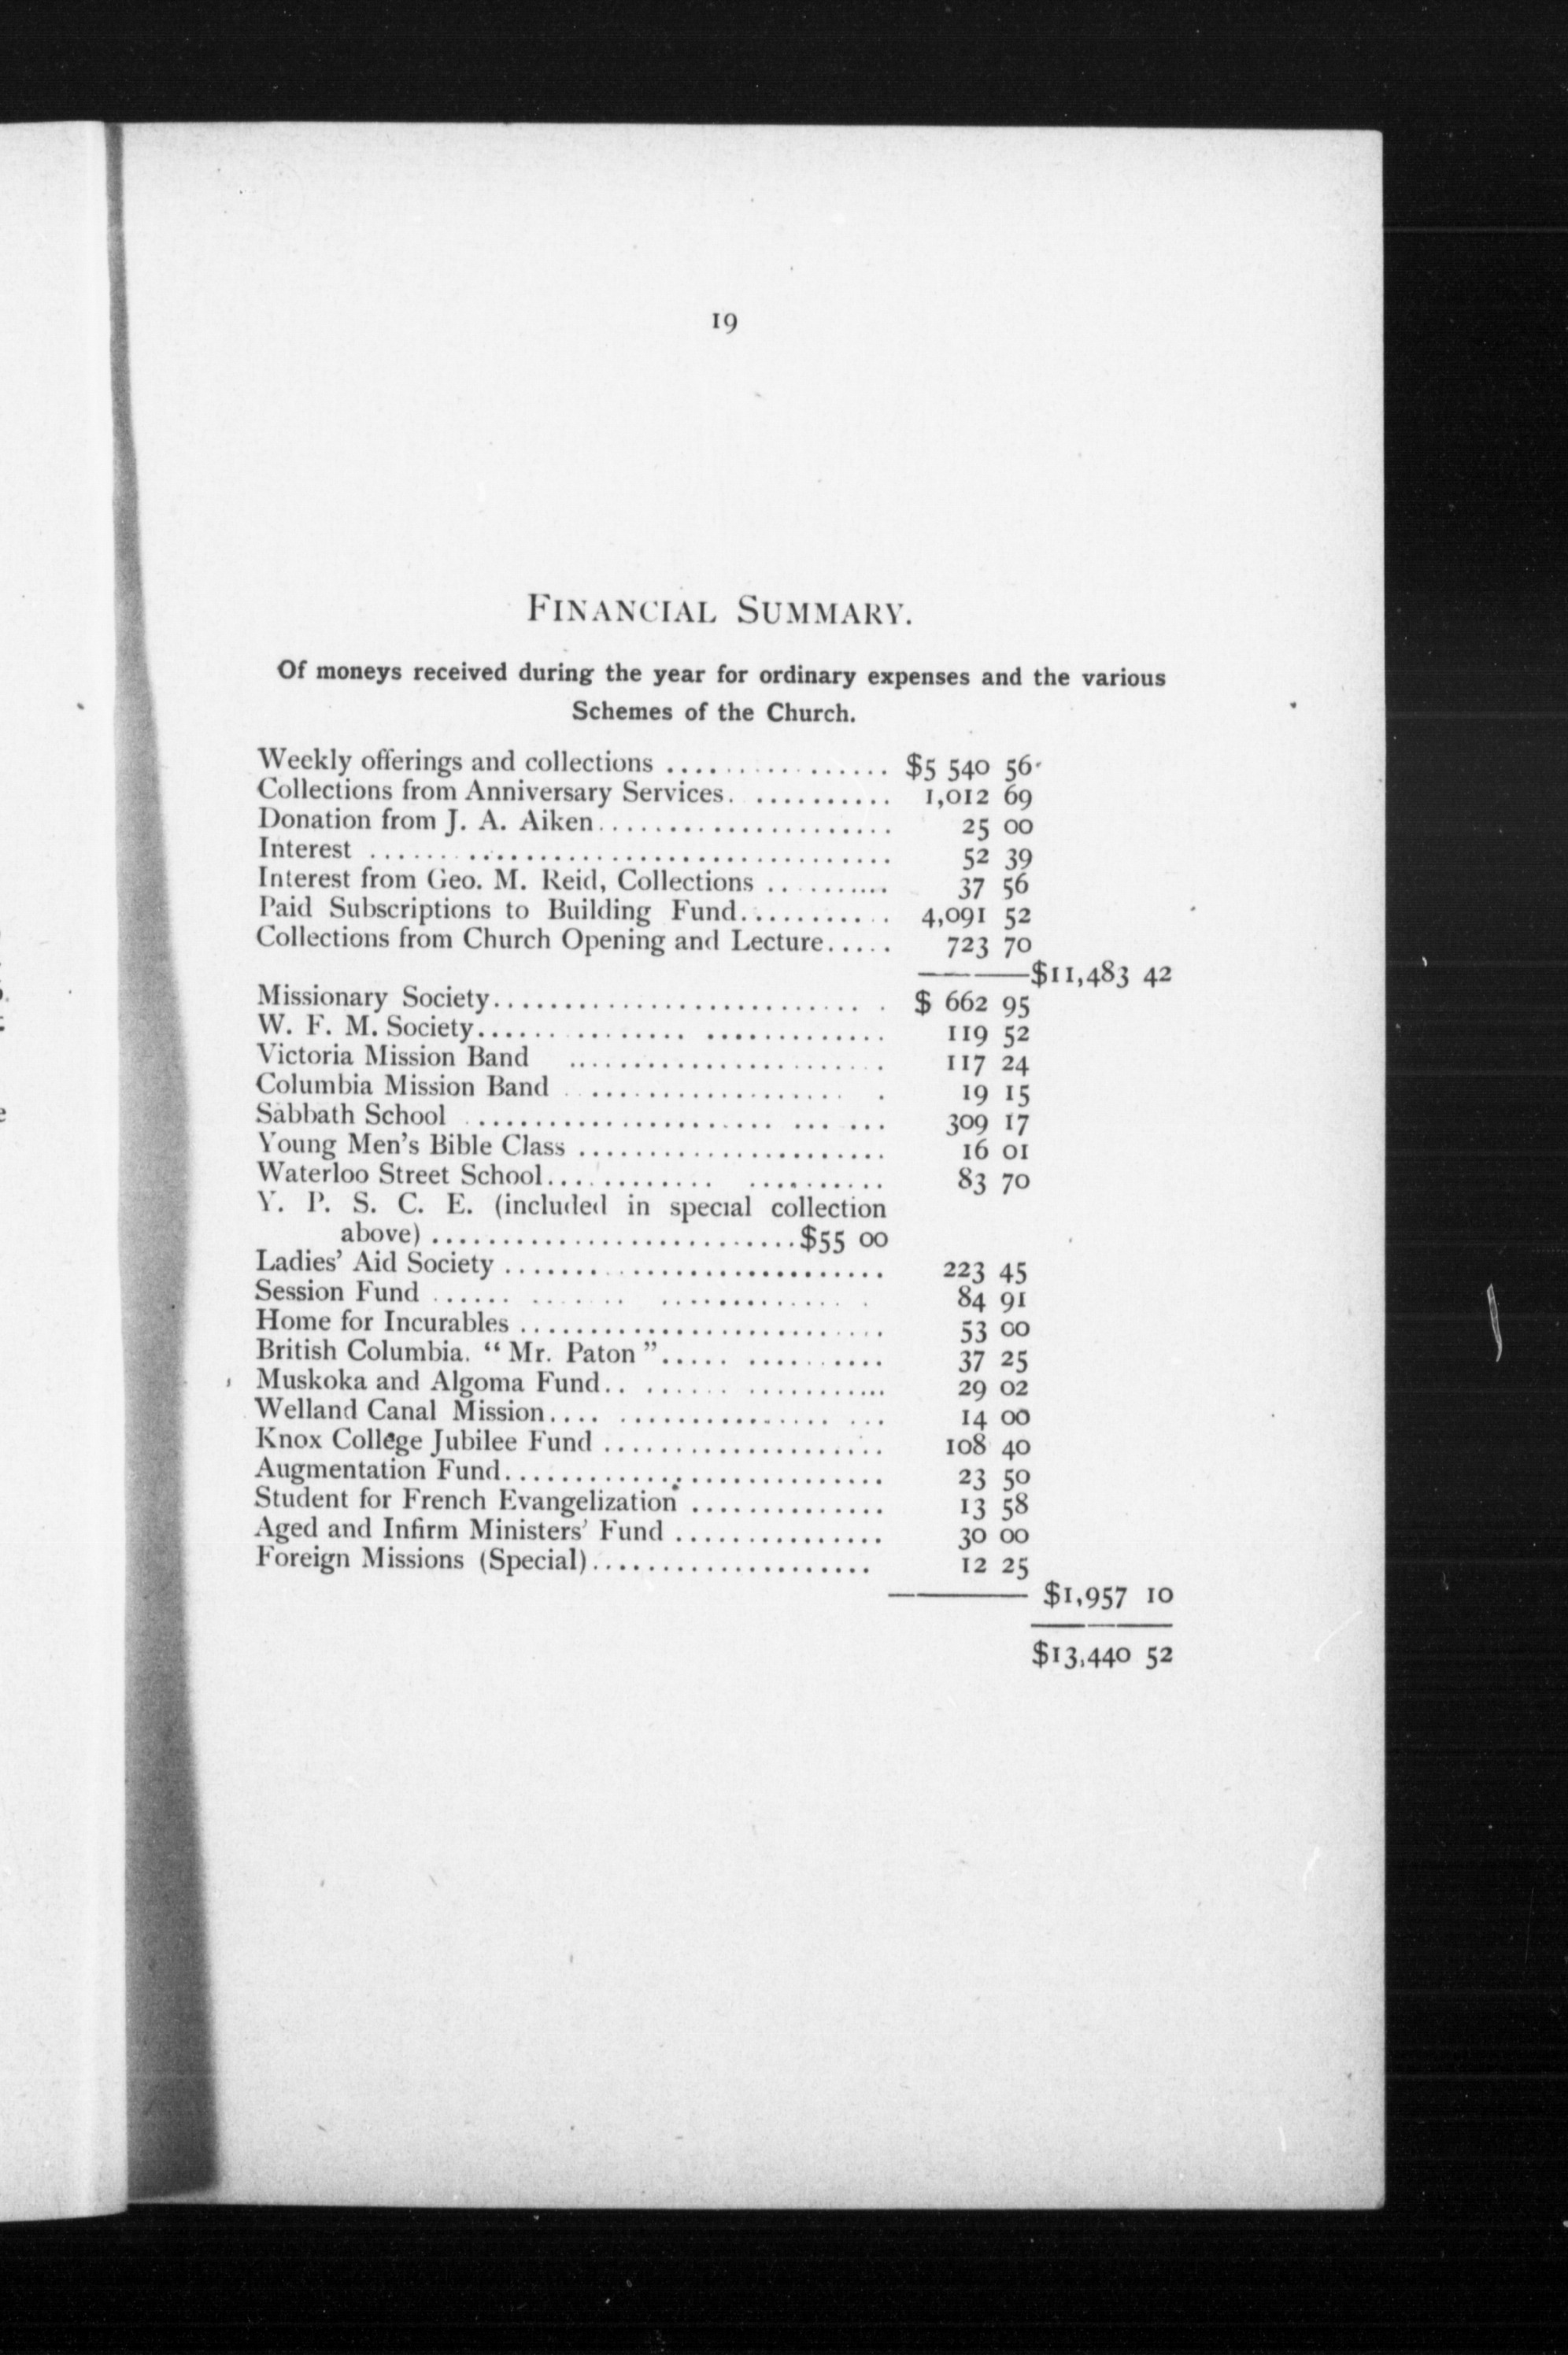 19
FINANCIAL SUMMARY.
Of moneys received during the year for ordinary expenses and the various
Schemes of the Church.
Weekly offerings and collections ................ $5 540 56
Collections from Anniversary Services. .......... 1,012 69
Donation from J. A. Aiken..................... 25 00
Interest ..................................... 52 39
Interest from Geo. M. Reid, Collections .......... 37 56
Paid Subscriptions to Building Fund........... 4,091 52
Collections from Church Opening and Lecture..... 723 70
$11,483 42
Missionary Society............................ $ 662 95
W. F. M. Society............................. 119 52
Victoria Mission Band ....................... 117 24
Columbia Mission Band .................... 19 15
Sabbath School ............................ 309 17
Young Men's Bible Class ...................... 16 01
Waterloo Street School...................... 83 70
Y. P. S. C. E. (included in special collection
above) ..........................$55 00
Ladies' Aid Society ........................... 223 45
Session Fund ............................ 84 91
Home for Incurables .......................... 53 00
British Columbia. “ Mr. Paton ”............... 37 25
Muskoka and Algoma Fund.................... 29 02
Welland Canal Mission...................... 14 00
Knox College Jubilee Fund .................... 108 40
Augmentation Fund........................... 23 50
Student for French Evangelization .............. 13 58
Aged and Infirm Ministers' Fund ............... 30 00
Foreign Missions (Special).................... 12 25
$1,957 10
$13,440 52